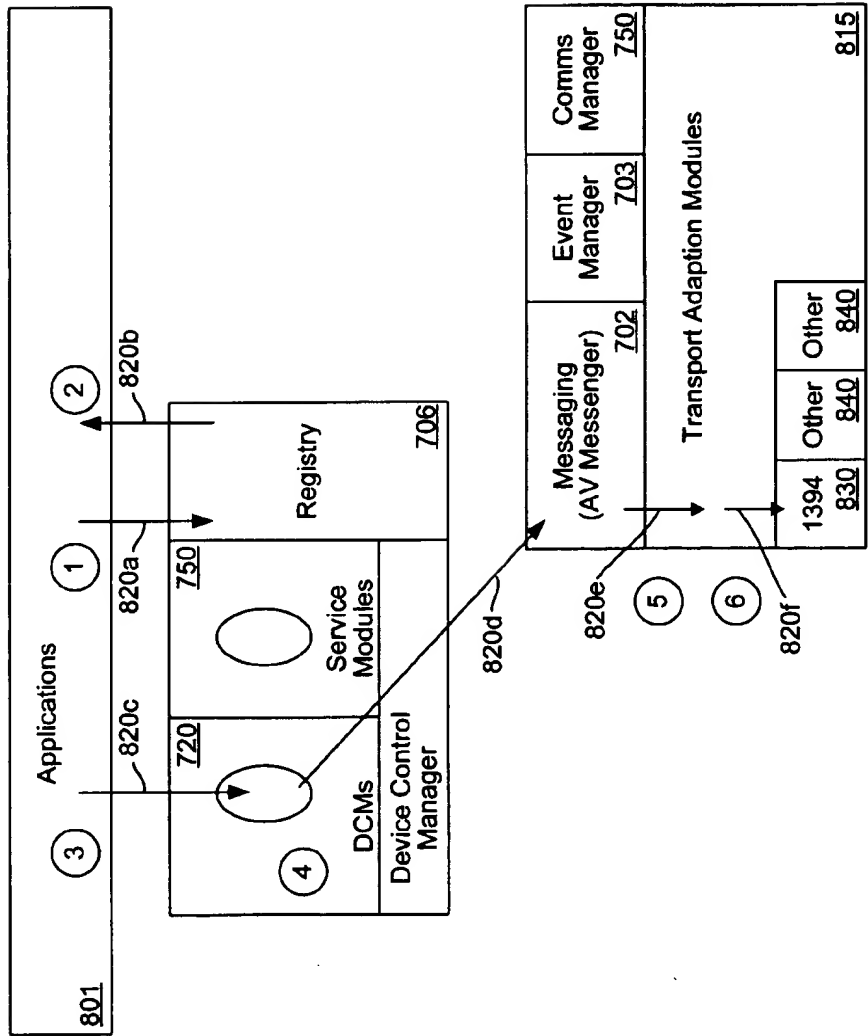 801
Applications
3
820c
1
820a
2
820b
720
4
DCMs
750
Service
Modules
Registry
706
Device Control
Manager
820d
Messaging
(AV Messenger)
702
Event
Manager
703
Comms
Manager
750
820e
5
Transport Adaption Modules
815
6
820f
1394
830
Other
840
Other
840